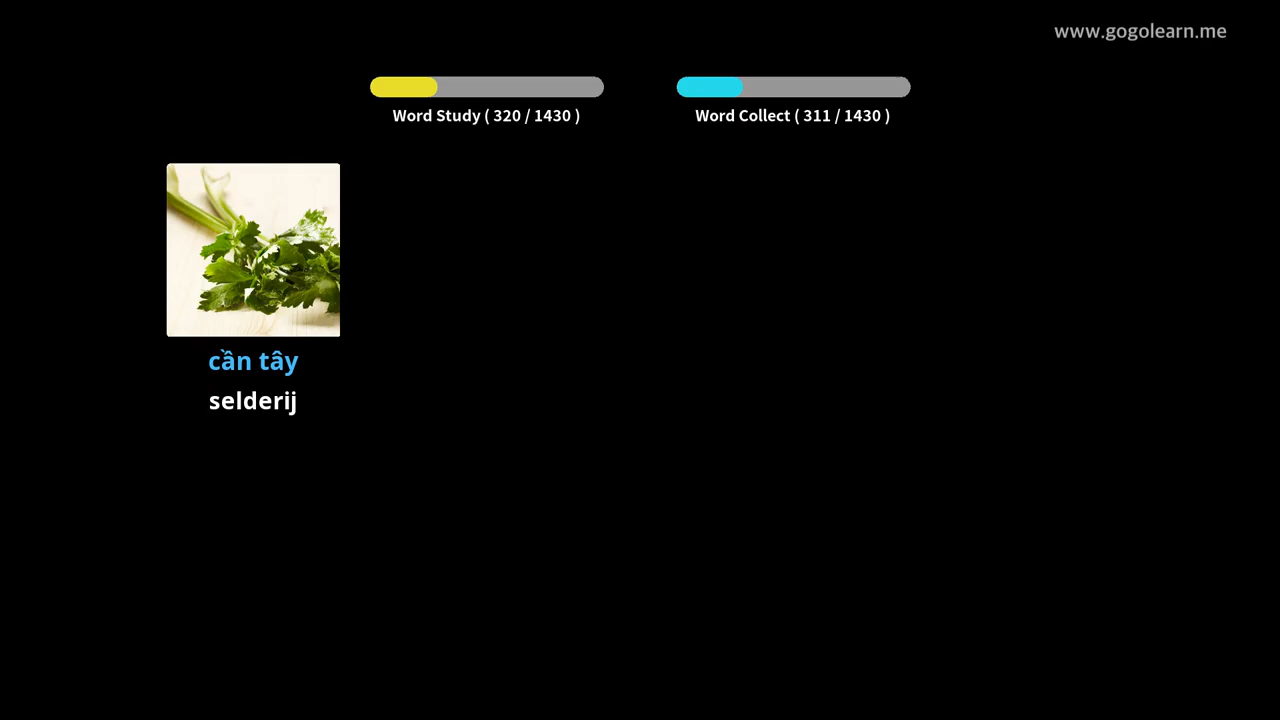 www.gogolearn.me
Word Study ( 320 / 1430 )
Word Collect ( 311 / 1430 )
cần tây
selderij